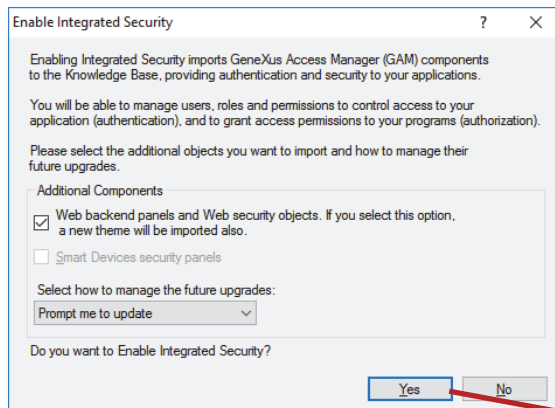 Enable Integrated Security
?
Enabling Integrated Security imports GeneXus Access Manager (GAM) components
to the Knowledge Base, providing authentication and security to your applications.
You will be able to manage users, roles and permissions to control access to your
application (authentication), and to grant access permissions to your programs (authorization).
Please select the additional objects you want to import and how to manage their
future upgrades.
Additional Components
Web backend panels and Web security objects. If you select this option,
a new theme will be imported also.
Smart Devices security panels
Select how to manage the future upgrades:
Prompt me to update
Do you want to Enable Integrated Security?
Yes No